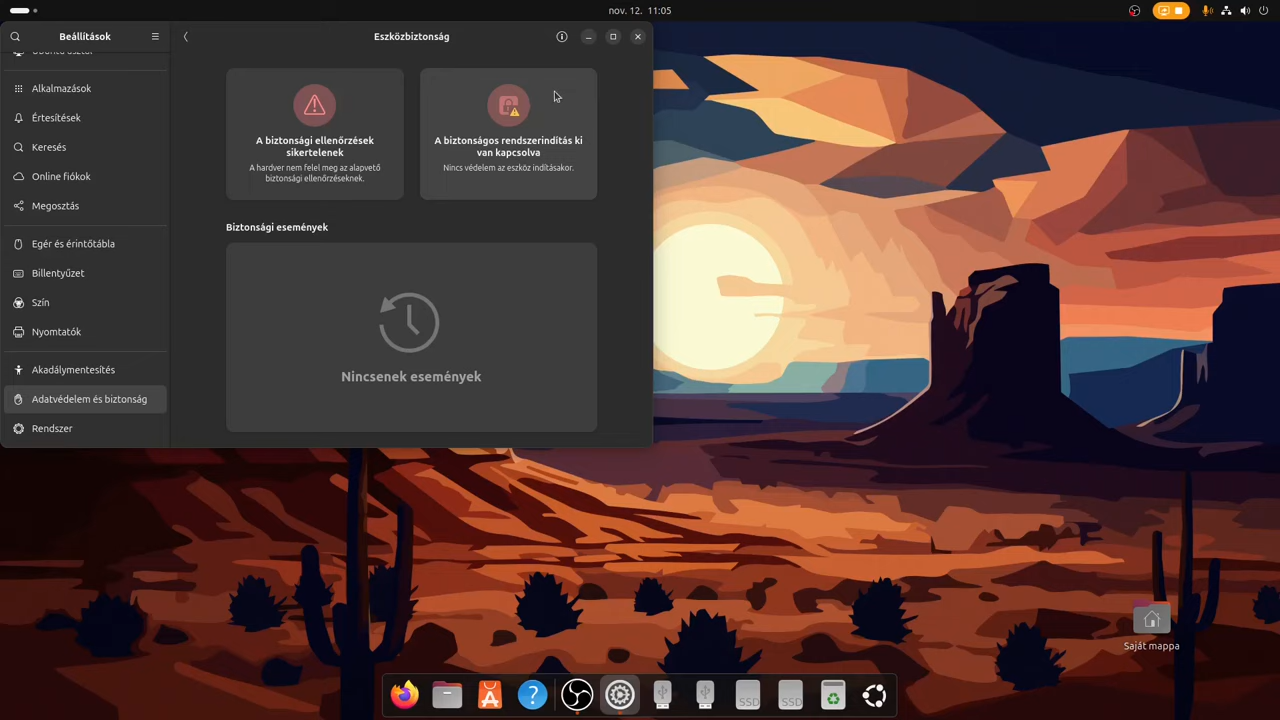 nov. 12. 11:05
Beállítások
Eszközbiztonság
Alkalmazások
Értesítések
Keresés
Online fiókok
Megosztás
Egér és érintőtábla
Billentyűzet
Szín
Nyomtatók
Akadálymentesítés
Adatvédelem és biztonság
Rendszer
A biztonsági ellenőrzések
sikertelenek
A hardver nem felel meg az alapvető
biztonsági ellenőrzéseknek.
A biztonságos rendszerindítás ki
van kapcsolva
Nincs védelem az eszköz indításakor.
Biztonsági események
Nincsenek események
Saját mappa
SSD
SSD